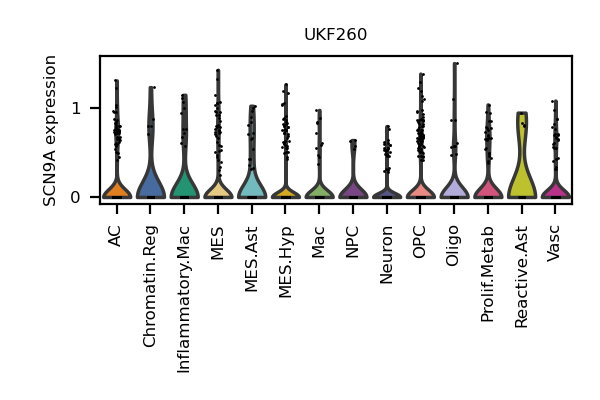 UKF260
SCN9A expression
1
0
AC
Chromatin.Reg
Inflammatory.Mac
MES
MES.Ast
MES.Hyp
Mac
NPC
Neuron
OPC
Oligo
Prolif.Metab
Reactive.Ast
Vasc